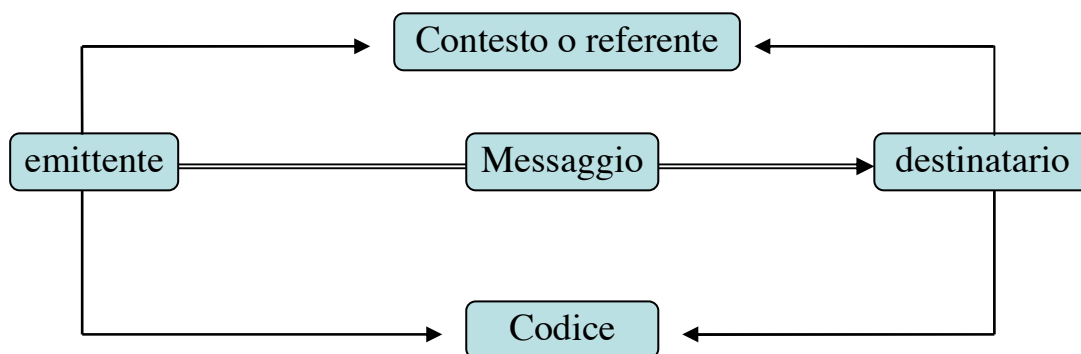 Contesto o referente
emittente
Messaggio
destinatario
Codice